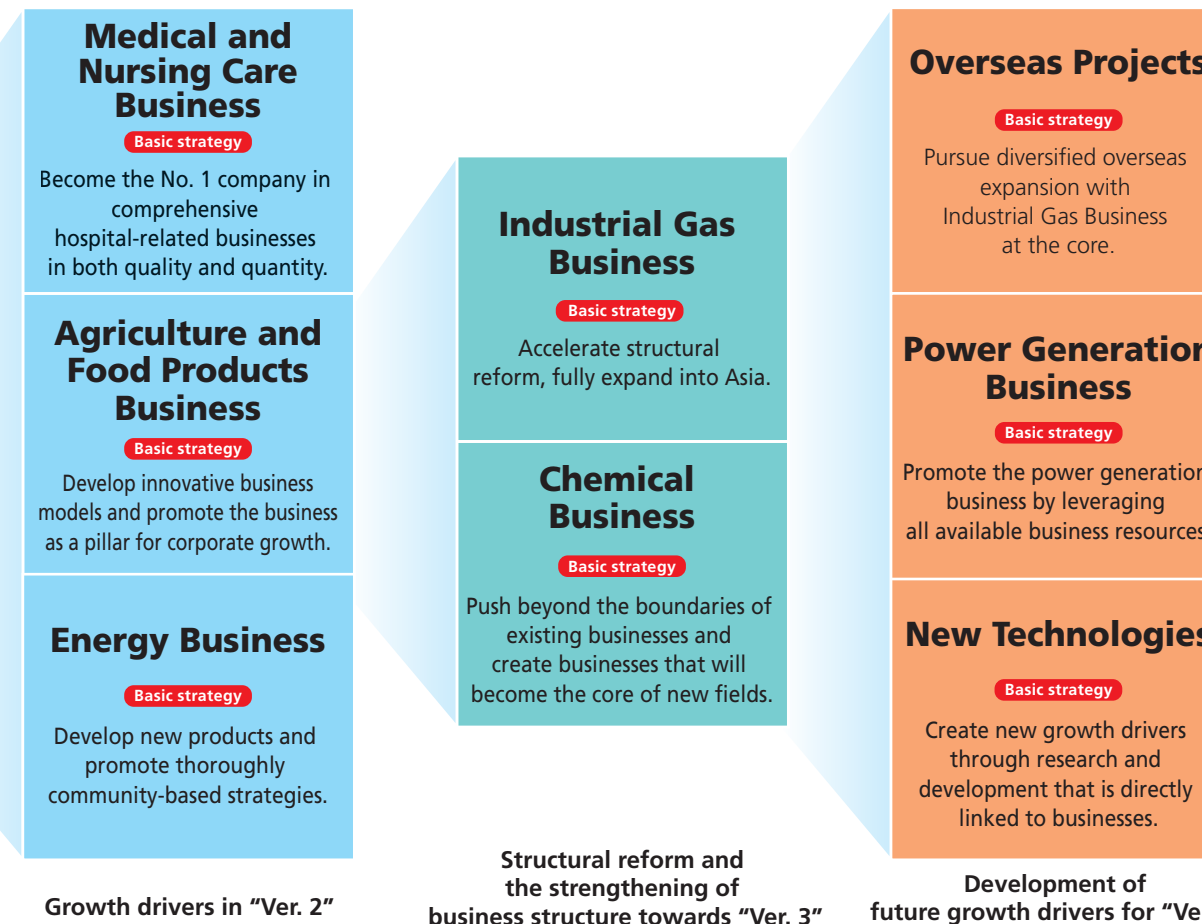 Medical and
Nursing Care
Business
Basic strategy
Become the No. 1 company in
comprehensive
hospital-related businesses
in both quality and quantity.
Agriculture and
Food Products
Business
Basic strategy
Develop innovative business
models and promote the business
as a pillar for corporate growth.
Energy Business
Basic strategy
Develop new products and
promote thoroughly
community-based strategies.
Growth drivers in “Ver. 2”
Industrial Gas
Business
Basic strategy
Accelerate structural
reform, fully expand into Asia.
Chemical
Business
Basic strategy
Push beyond the boundaries of
existing businesses and
create businesses that will
become the core of new fields.
Structural reform and
the strengthening of
business structure towards “Ver. 3”
Overseas Projects
Basic strategy
Pursue diversified overseas
expansion with
Industrial Gas Business
at the core.
Power Generation
Business
Basic strategy
Promote the power generation
business by leveraging
all available business resources
New Technologies
Basic strategy
Create new growth drivers
through research and
development that is directly
linked to businesses.
Development of
future growth drivers for